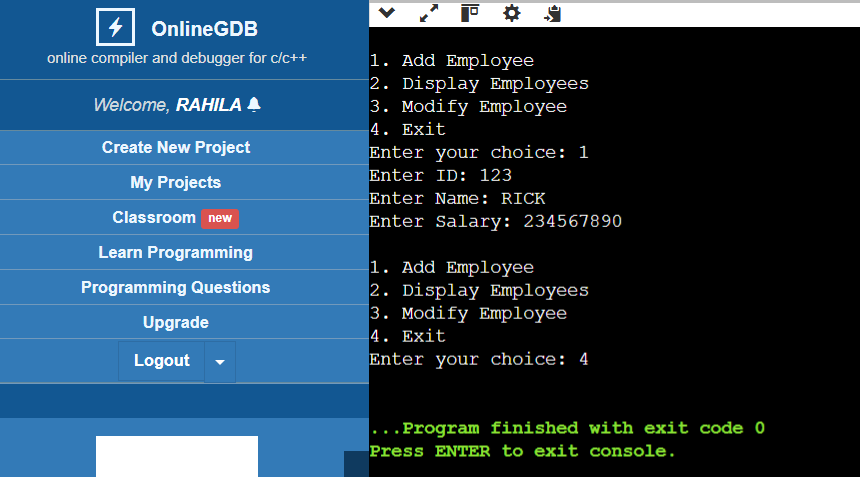 OnlineGDB
online compiler and debugger for c/c++
Welcome, RAHILA
Create New Project
My Projects
Classroom new
Learn Programming
Programming Questions
Upgrade
Logout
1. Add Employee
2. Display Employees
3. Modify Employee
4. Exit
Enter your choice: 1
Enter ID: 123
Enter Name: RICK
Enter Salary: 234567890
1. Add Employee
2. Display Employees
3. Modify Employee
4. Exit
Enter your choice: 4
...Program finished with exit code 0
Press ENTER to exit console.